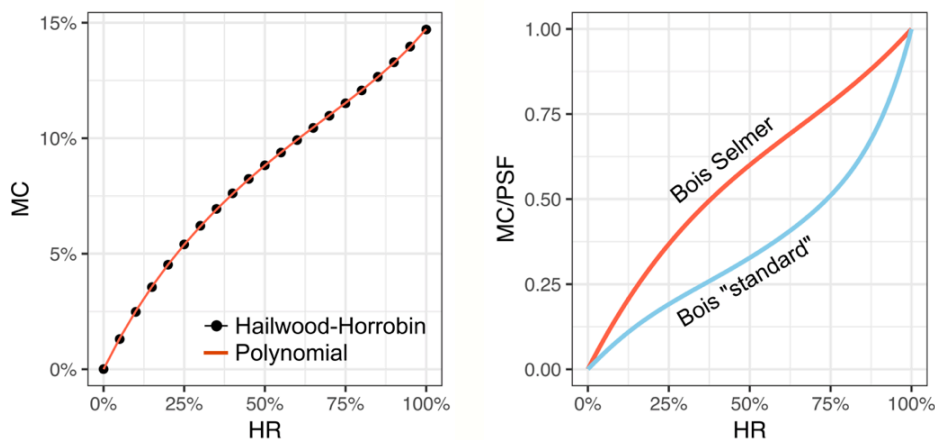 15%
10%
5%
0%
MC
Hailwood-Horrobin
Polynomial
0% 25% 50% 75% 100%
HR
1.00
0.75
0.50
0.25
0.00
MC/PSF
Bois Selmer
Bois "standard"
0% 25% 50% 75% 100%
HR